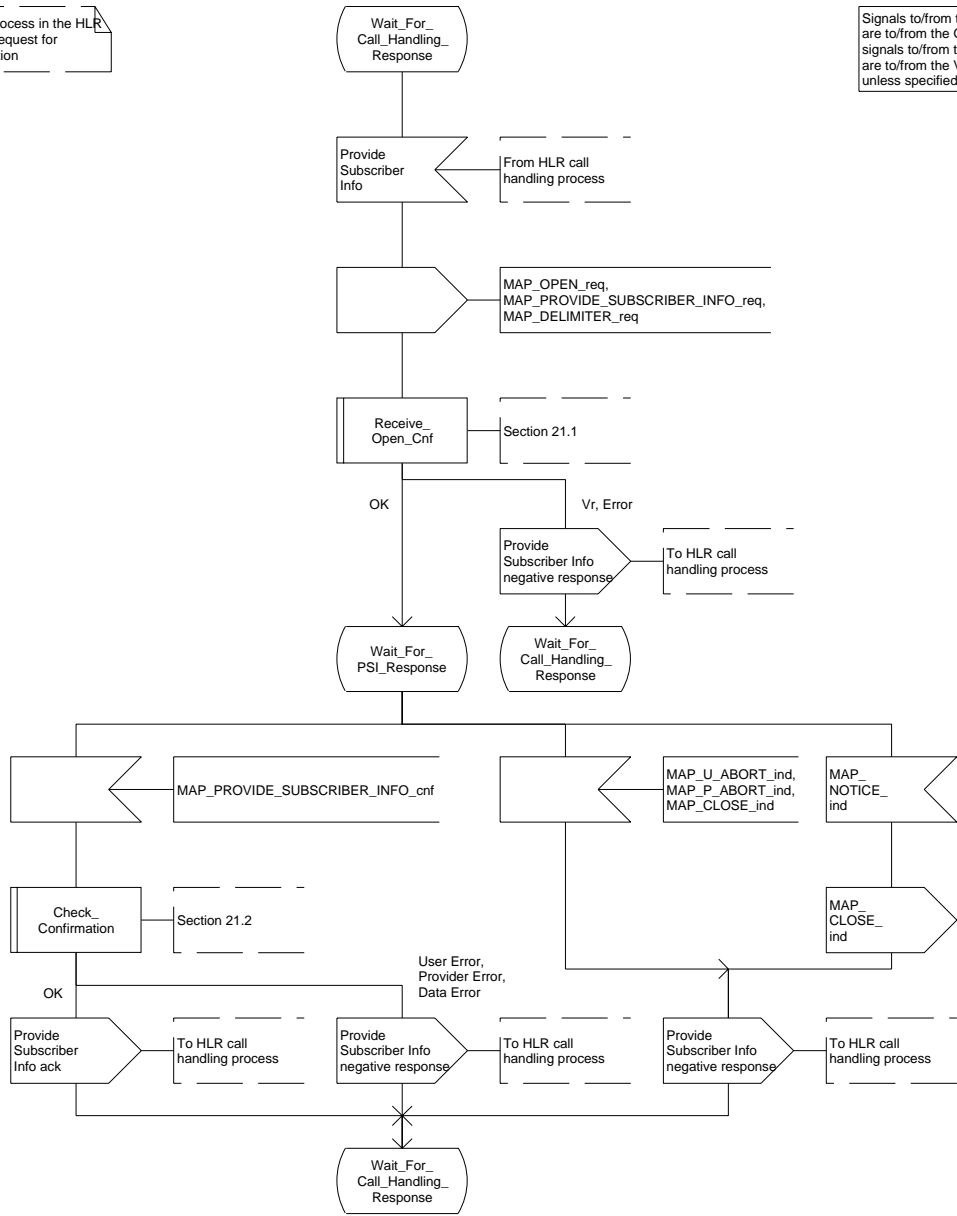 ocess in the HLR
equest for
tion
Wait_For_
Call_Handling_
Response
Signals to/from t
are to/from the
signals to/from t
are to/from the
unless specified
Provide
Subscriber
Info
From HLR call
handling process
MAP_OPEN_req,
MAP_PROVIDE_SUBSCRIBER_INFO_req,
MAP_DELIMITER_req
Receive_
Open_Cnf
Section 21.1
OK
Vr, Error
Provide
Subscriber Info
negative response
To HLR call
handling process
Wait_For_
PSI_Response
Wait_For_
Call_Handling_
Response
MAP_PROVIDE_SUBSCRIBER_INFO_cnf
MAP_U_ABORT_ind,
MAP_P_ABORT_ind,
MAP_CLOSE_ind
MAP_
NOTICE_
ind
Check_
Confirmation
Section 21.2
MAP_
CLOSE_
ind
User Error,
Provider Error,
Data Error
OK
Provide
Subscriber
Info ack
To HLR call
handling process
Provide
Subscriber Info
negative response
To HLR call
handling process
Provide
Subscriber Info
negative response
To HLR call
handling process
Wait_For_
Call_Handling_
Response